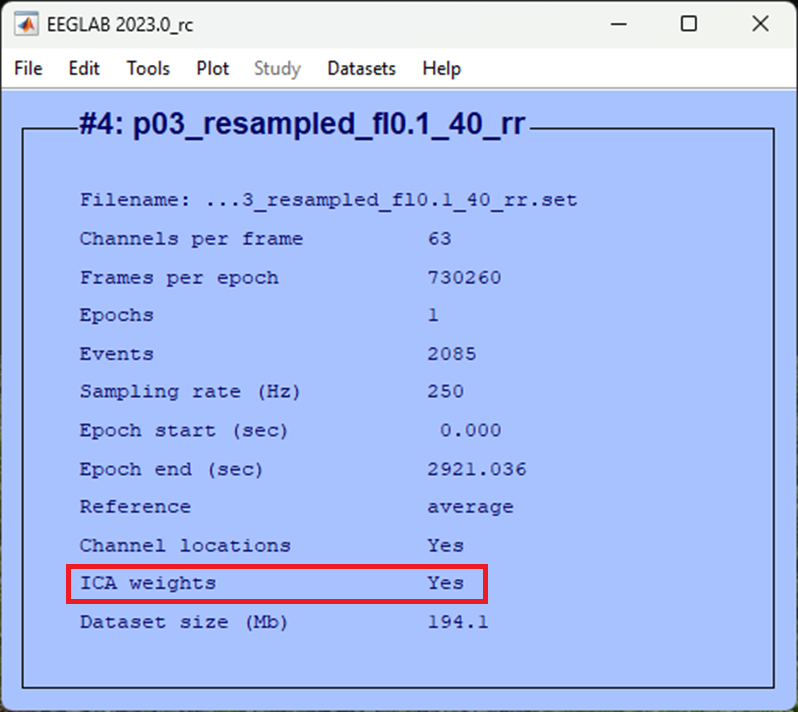 EEGLAB 2023.0_rc
File Edit Tools Plot Study Datasets Help
#4: p03_resampled_fl0.1_40_rr
Filename: ...3_resampled_fl0.1_40_rr.set
Channels per frame 63
Frames per epoch 730260
Epochs 1
Events 2085
Sampling rate (Hz) 250
Epoch start (sec) 0.000
Epoch end (sec) 2921.036
Reference average
Channel locations Yes
ICA weights Yes
Dataset size (Mb) 194.1